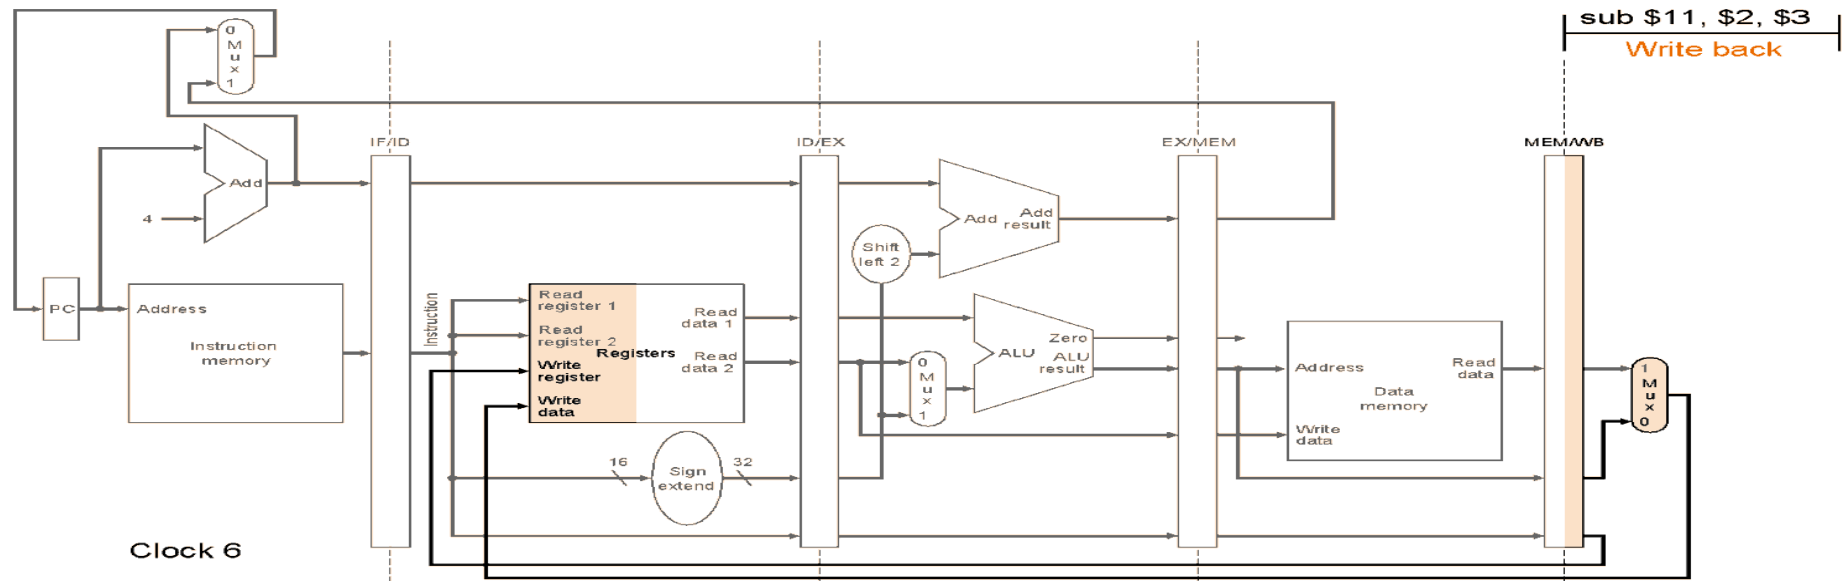 sub $11, $2, $3
Write back
0
M
u
x
1
IF/ID
ID/EX
EX/MEM
MEM/WB
Add
4
Add
Add
result
Shift
left 2
PC
Address
Instruction
memory
Instruction
Read
register 1
Read
register 2
Registers
Write
register
Write
data
Read
data 1
Read
data 2
0
M
u
x
1
Zero
ALU
ALU
result
Address
Read
data
Data
memory
Write
data
1
M
u
x
0
16
Sign
extend
32
Clock 6